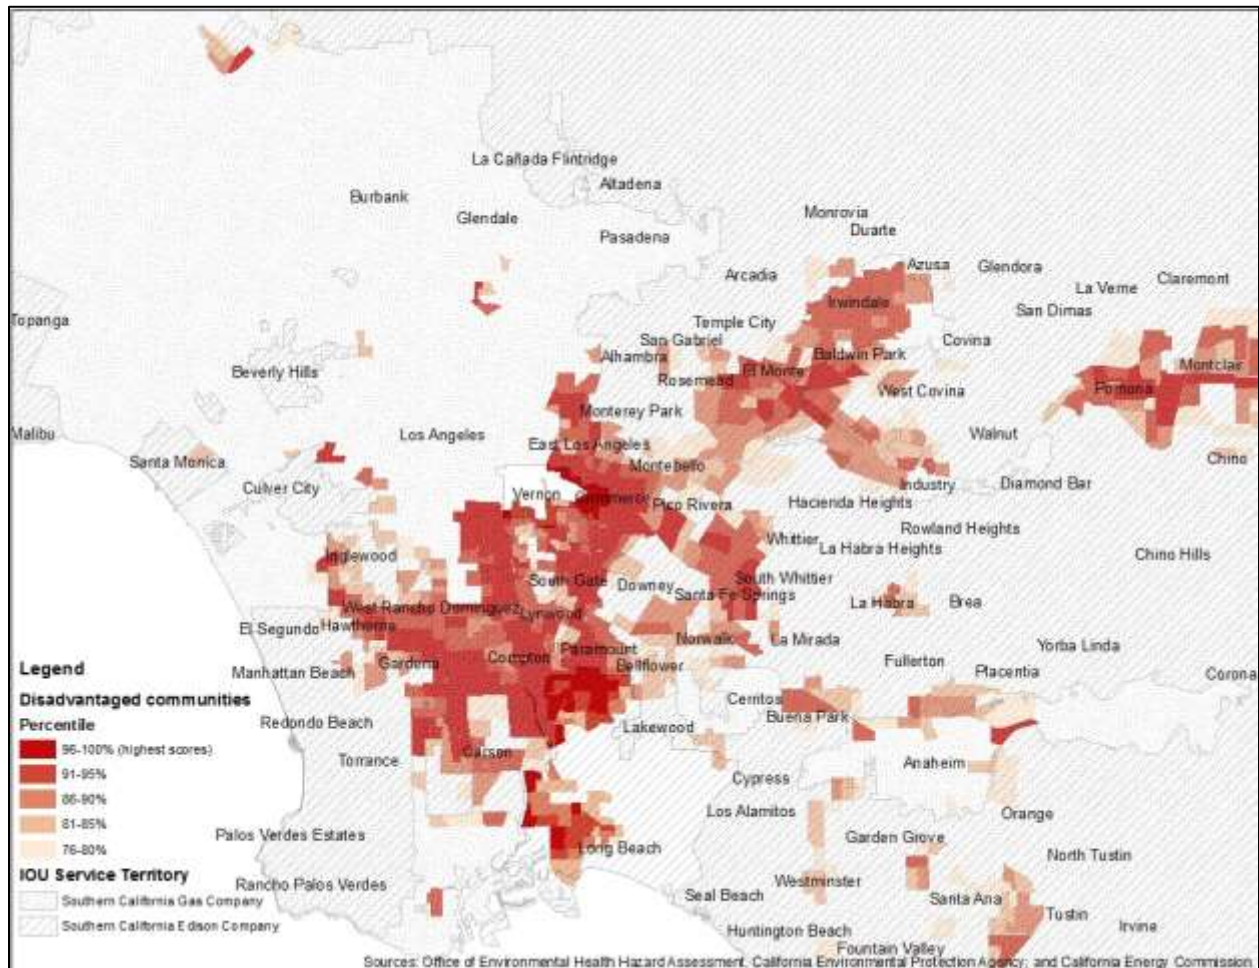 La Cañada Flintridge
Altadena
Burbank
Glendale
Pasadena
Monrovia
Duarte
Arcadia
Azusa
Glendora
Claremont
La Verne
San Dimas
Topanga
Irwindale
Temple City
San Gabriel
Covina
Alhambra
Baldwin Park
Montclair
Beverly Hills
El Monte
Rosemead
Pomona
West Covina
Monterey Park
Malibu
Los Angeles
East Los Angeles
Walnut
Santa Monica
Montebello
Chino
Culver City
Industry
Diamond Bar
Vernon
Commerce
Pico Rivera
Hacienda Heights
Rowland Heights
Whittier
La Habra Heights
Inglewood
Chino Hills
South Gate
Downey
South Whittier
Santa Fe Springs
La Habra
Brea
West Rancho Dominguez
Lynwood
El Segundo
Hawthorne
Norwalk
La Mirada
Paramount
Yorba Linda
Gardena
Compton
Bellflower
Fullerton
Placentia
Manhattan Beach
Corona
Cerritos
Buena Park
Redondo Beach
Lakewood
Torrance
Carson
Anaheim
Cypress
Los Alamitos
Orange
Palos Verdes Estates
Garden Grove
Long Beach
North Tustin
Rancho Palos Verdes
Westminster
Seal Beach
Santa Ana
Tustin
Irvine
Huntington Beach
Fountain Valley
Legend
Disadvantaged communities
Percentile
96-100% (highest scores)
91-95%
86-90%
81-85%
76-80%
IOU Service Territory
Southern California Gas Company
Southern California Edison Company
Sources: Office of Environmental Health Hazard Assessment, California Environmental Protection Agency; and California Energy Commission